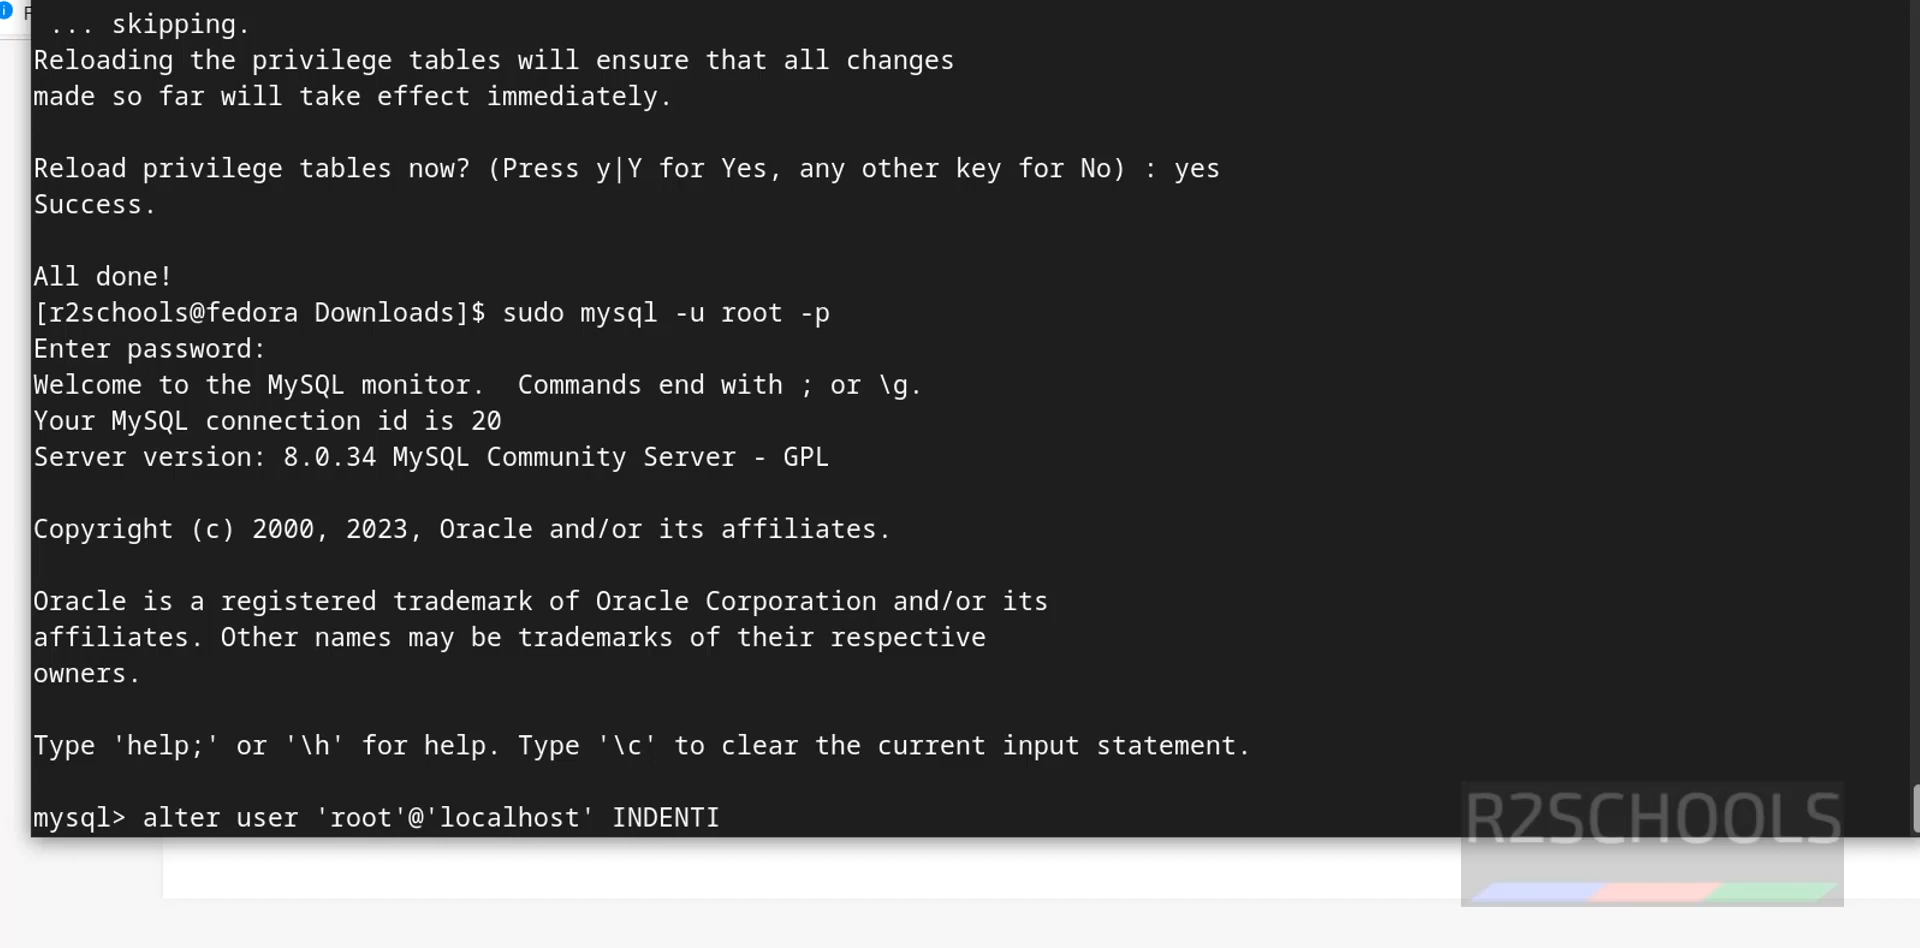 ... skipping.
Reloading the privilege tables will ensure that all changes
made so far will take effect immediately.
Reload privilege tables now? (Press y|Y for Yes, any other key for No) : yes
Success.
All done!
[r2schools@fedora Downloads]$ sudo mysql -u root -p
Enter password:
Welcome to the MySQL monitor.  Commands end with ; or \g.
Your MySQL connection id is 20
Server version: 8.0.34 MySQL Community Server - GPL
Copyright (c) 2000, 2023, Oracle and/or its affiliates.
Oracle is a registered trademark of Oracle Corporation and/or its
affiliates. Other names may be trademarks of their respective
owners.
Type 'help;' or '\h' for help. Type '\c' to clear the current input statement.
mysql> alter user 'root'@'localhost' INDENTI
R2SCHOOLS